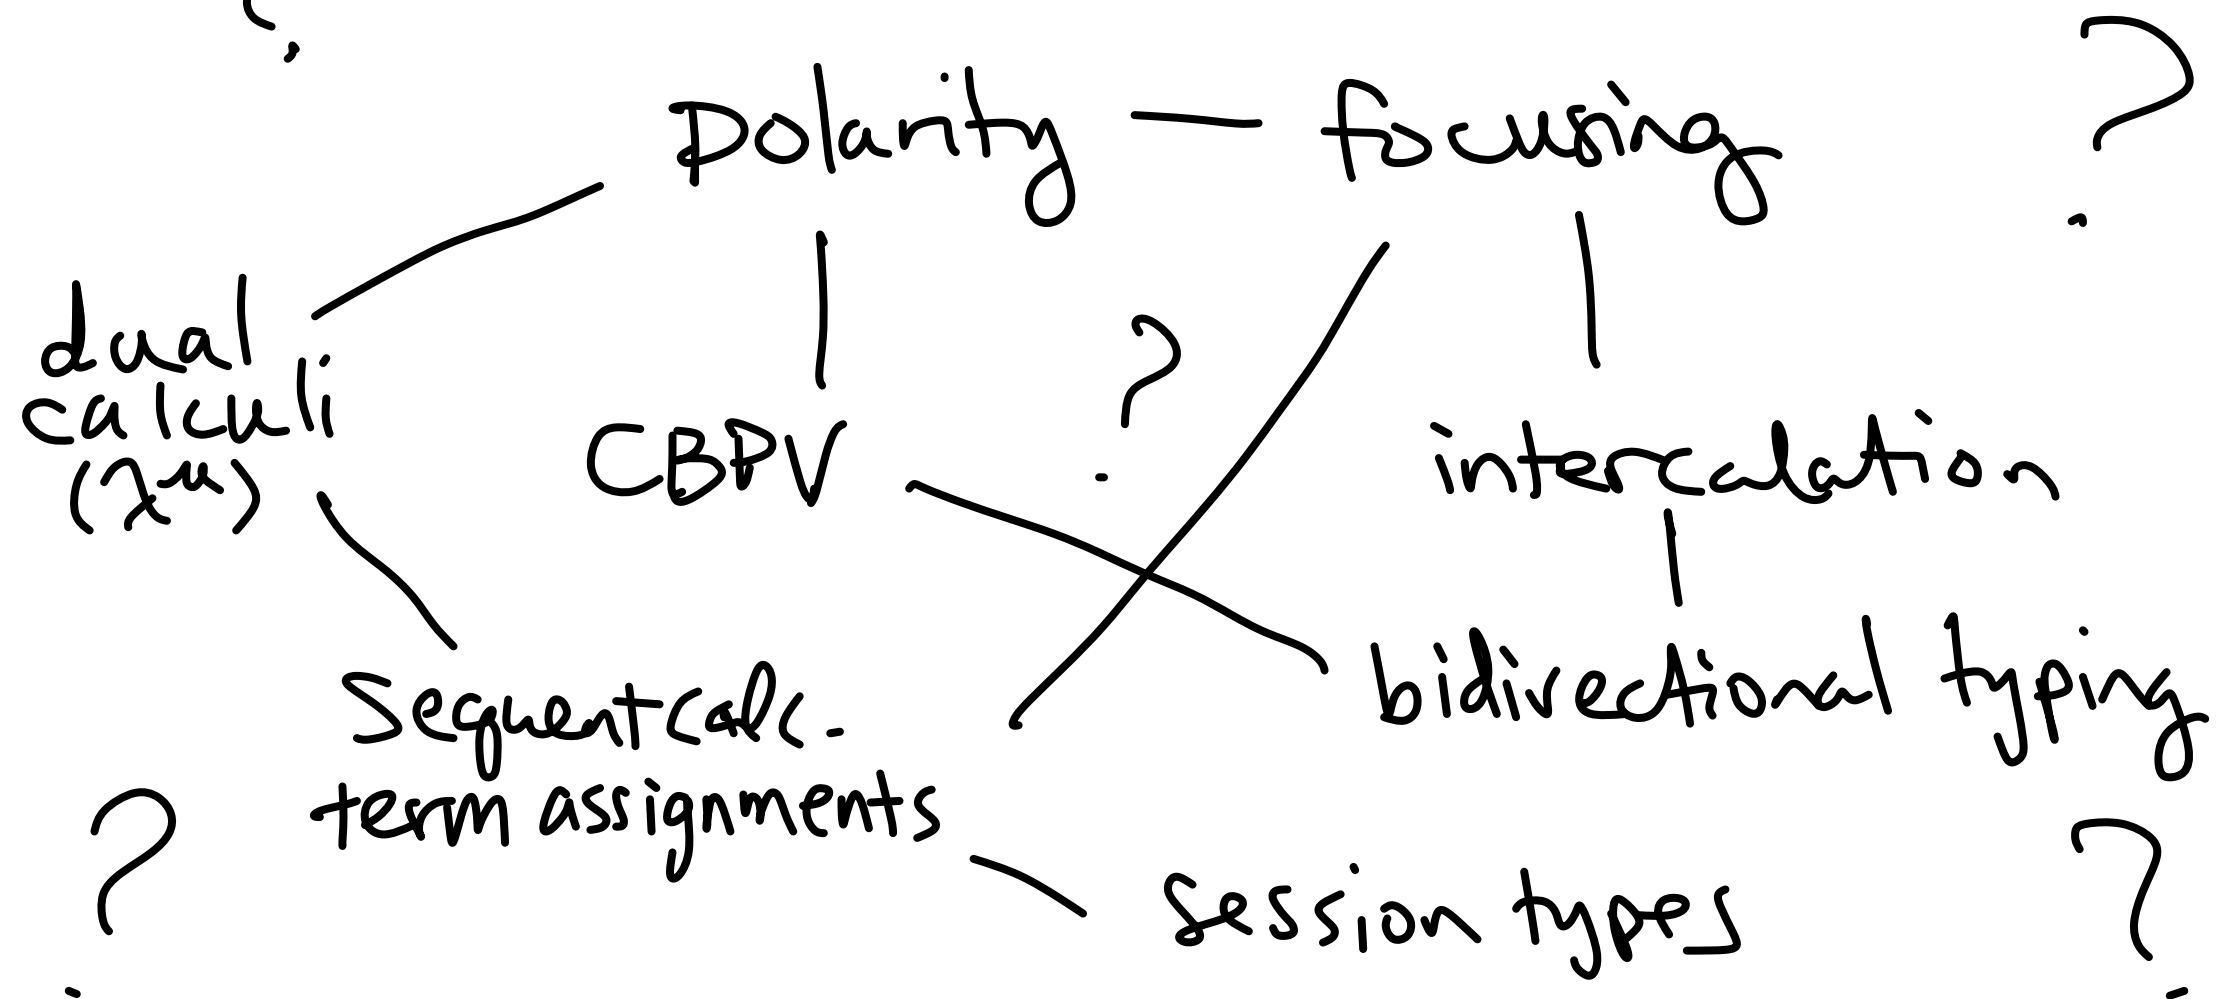 ?
Polarity — focusing
?
dual
calculi
(λμ)
?
CBPV
intercalation
Sequent calc.
term assignments
bidirectional typing
?
session types
?